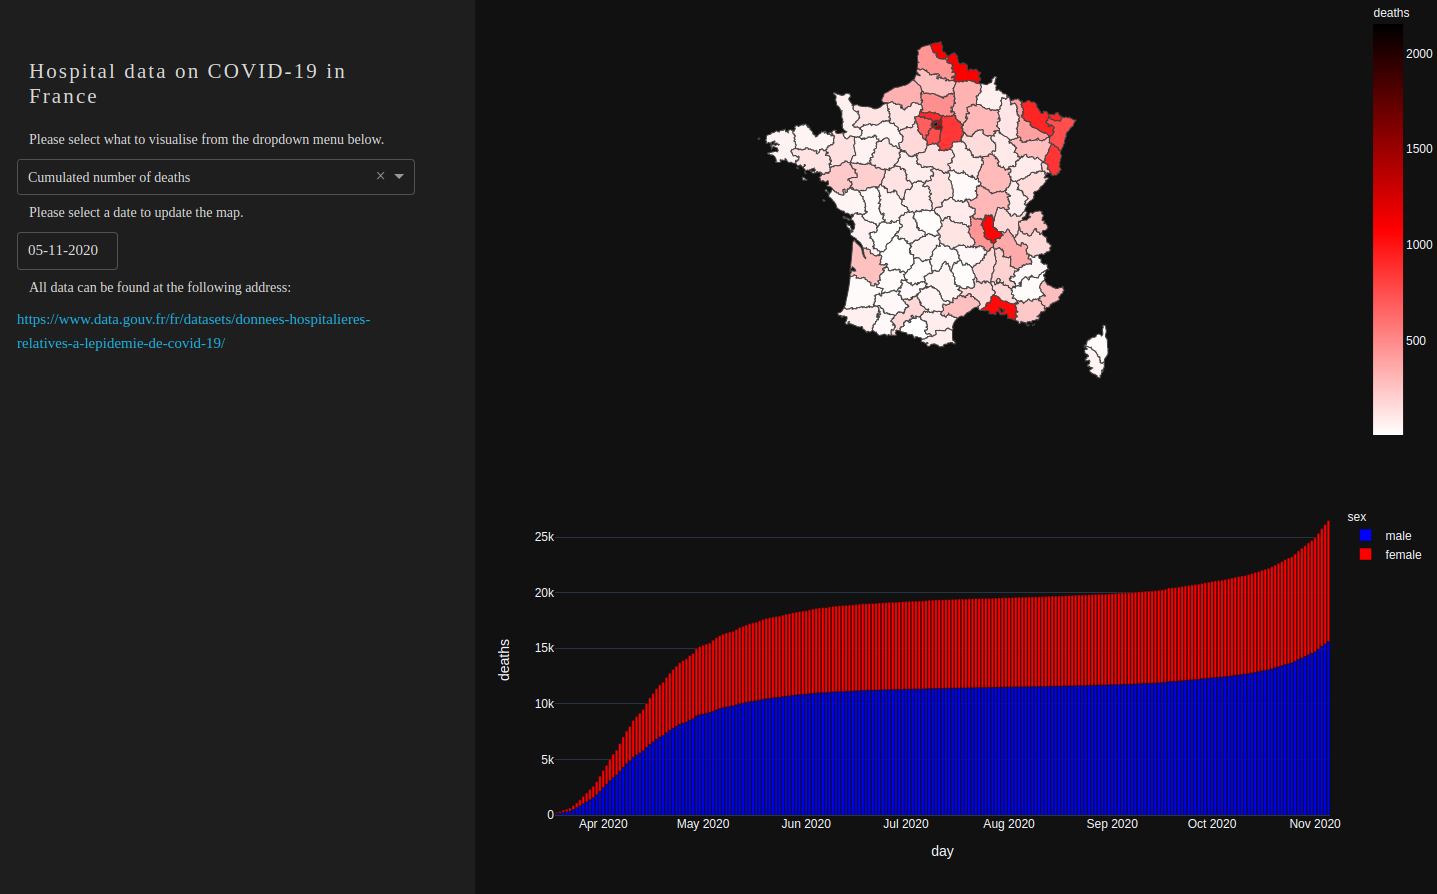 Hospital data on COVID-19 in
France
Please select what to visualise from the dropdown menu below.
Cumulated number of deaths ×
Please select a date to update the map.
05-11-2020
All data can be found at the following address:
https://www.data.gouv.fr/fr/datasets/donnees-hospitalieres-
relatives-a-lepidemie-de-covid-19/
deaths
2000
1500
1000
500
sex
male
female
25k
20k
15k
10k
5k
0
deaths
Apr 2020 May 2020 Jun 2020 Jul 2020 Aug 2020 Sep 2020 Oct 2020 Nov 2020
day